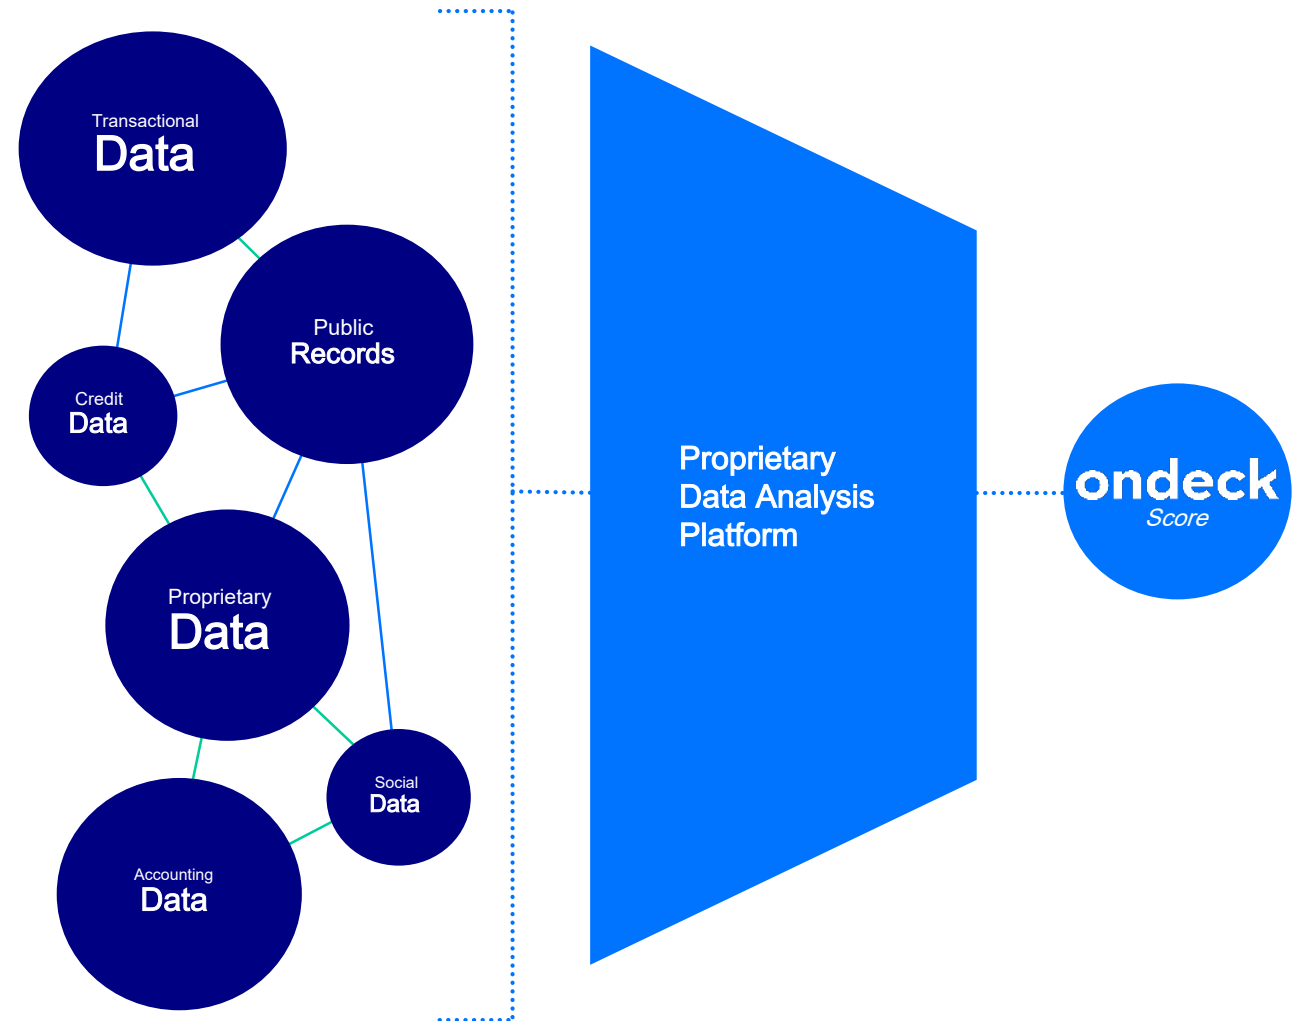 Transactional
Data
Public
Records
Credit
Data
Proprietary
Data
Social
Data
Accounting
Data
Proprietary
Data Analysis
Platform
ondeck
Score